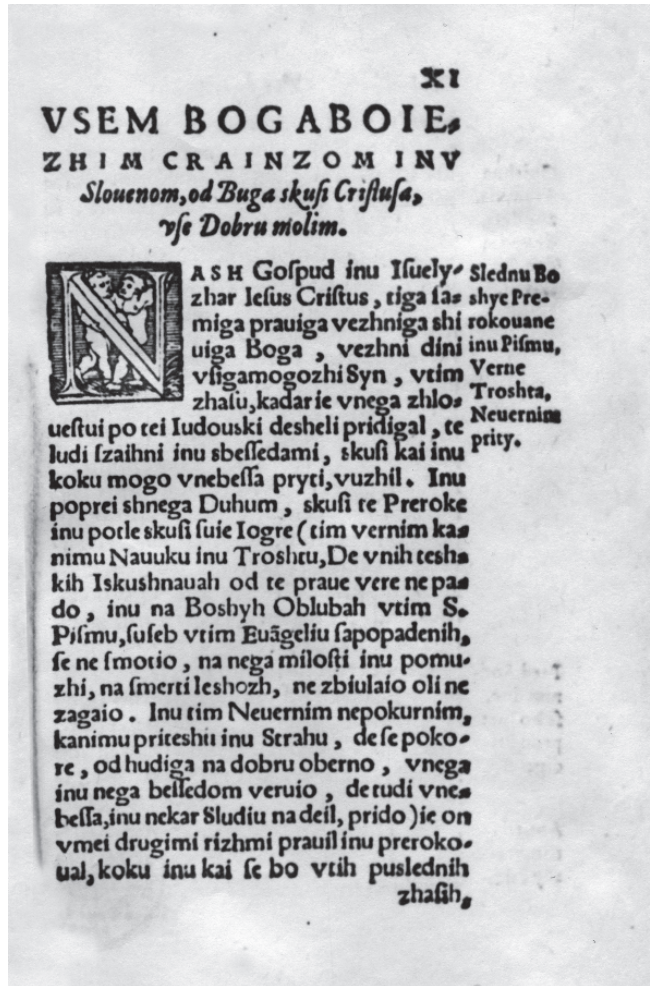 XI
VSEM BOGABOIE-
ZHIM CRAINZOM INV
Slouenom, od Buga skuſi Criſtuſa,
vſe Dobru molim.
NASH Goſpud inu Iſuely-
zhar Ieſus Criſtus, tiga ſa-
miga prauiga vezhniga shi
uiga Boga, vezhni dini
vſigamogozhi Syn, vtim
zhaſu, kadar ie vnega zhlo-
ueſtui po tei Iudouski desheli pridigal, te
ludi ſzaihni inu sbeſſedami, skuſi kai inu
koku mogo vnebeſſa pryti, vuzhil. Inu
poprei shnega Duhum, skuſi te Preroke
inu potle skuſi ſuie Iogre (tim vernim ka-
nimu Nauuku inu Troshtu, De vnih tesh-
kih Iskushnauah od te praue vere ne pa-
do, inu na Boshyh Oblubah vtim S.
Piſmu, ſuſeb vtim Euãgeliu ſapopadenih,
ſe ne ſmotio, na nega miloſti inu pomu-
zhi, na ſmerti leshozh, ne zbiulaio oli ne
zagaio. Inu tim Neuernim nepokurnim,
kanimu priteshti inu Strahu, de ſe poko-
re, od hudiga na dobru oberno, vnega
inu nega beſſedom veruio, de tudi vne-
beſſa, inu nekar Sludiu na deil, prido) ie on
vmei drugimi rizhmi prauil inu preroko-
ual, koku inu kai ſe bo vtih puslednih
zhaſih,
Slednu Bo
shye Pre-
rokouane
inu Piſmu,
Verne
Troshta,
Neuernim
prity.